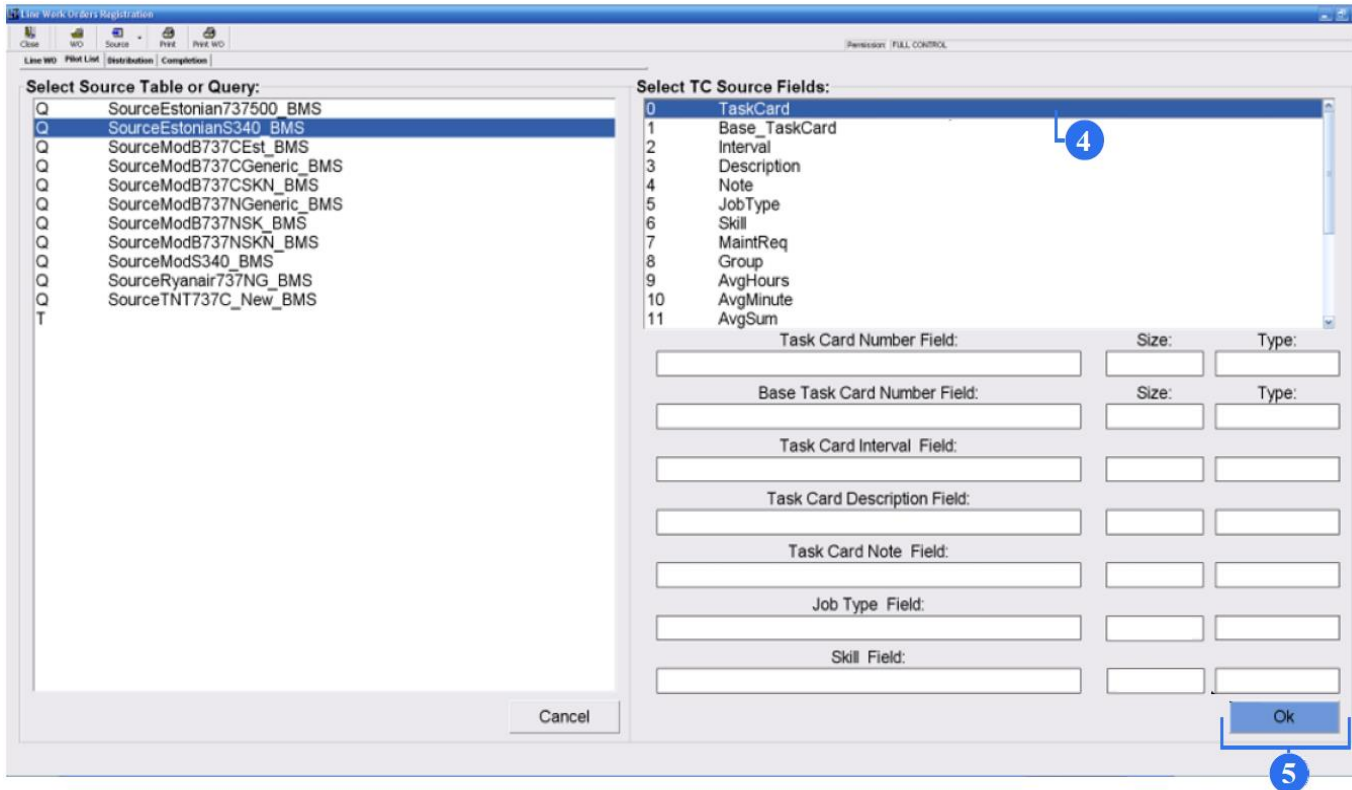 Line Work Orders Registration
Close WO Source Print Print WO
Permission: FULL CONTROL
Line WO Pilot List Distribution Completion
Select Source Table or Query:
Q SourceEstonian737500_BMS
Q SourceEstonianS340_BMS
Q SourceModB737CEst_BMS
Q SourceModB737CGeneric_BMS
Q SourceModB737CSKN_BMS
Q SourceModB737NGeneric_BMS
Q SourceModB737NSK_BMS
Q SourceModB737NSKN_BMS
Q SourceModS340_BMS
Q SourceRyanair737NG_BMS
Q SourceTNT737C_New_BMS
T
Cancel
Select TC Source Fields:
0 TaskCard
1 Base_TaskCard
2 Interval
3 Description
4 Note
5 JobType
6 Skill
7 MaintReq
8 Group
9 AvgHours
10 AvgMinute
11 AvgSum
4
Task Card Number Field: Size: Type:
Base Task Card Number Field: Size: Type:
Task Card Interval Field:
Task Card Description Field:
Task Card Note Field:
Job Type Field:
Skill Field:
Ok
5